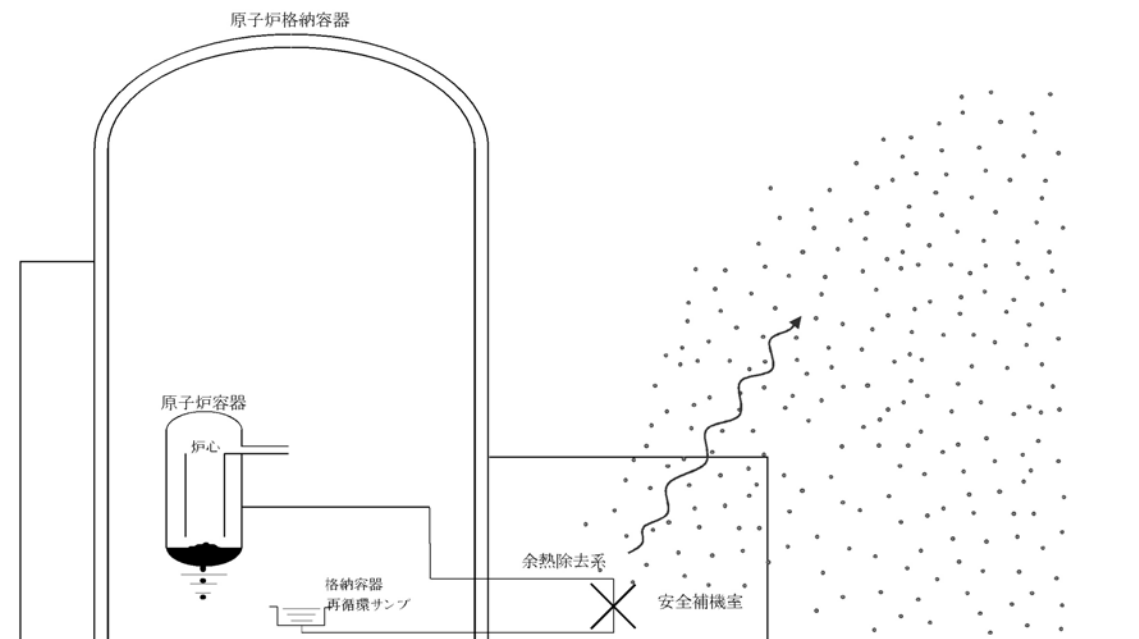 原子炉格納容器
原子炉容器
炉心
余熱除去系
格納容器
再循環サンプ
安全補機室